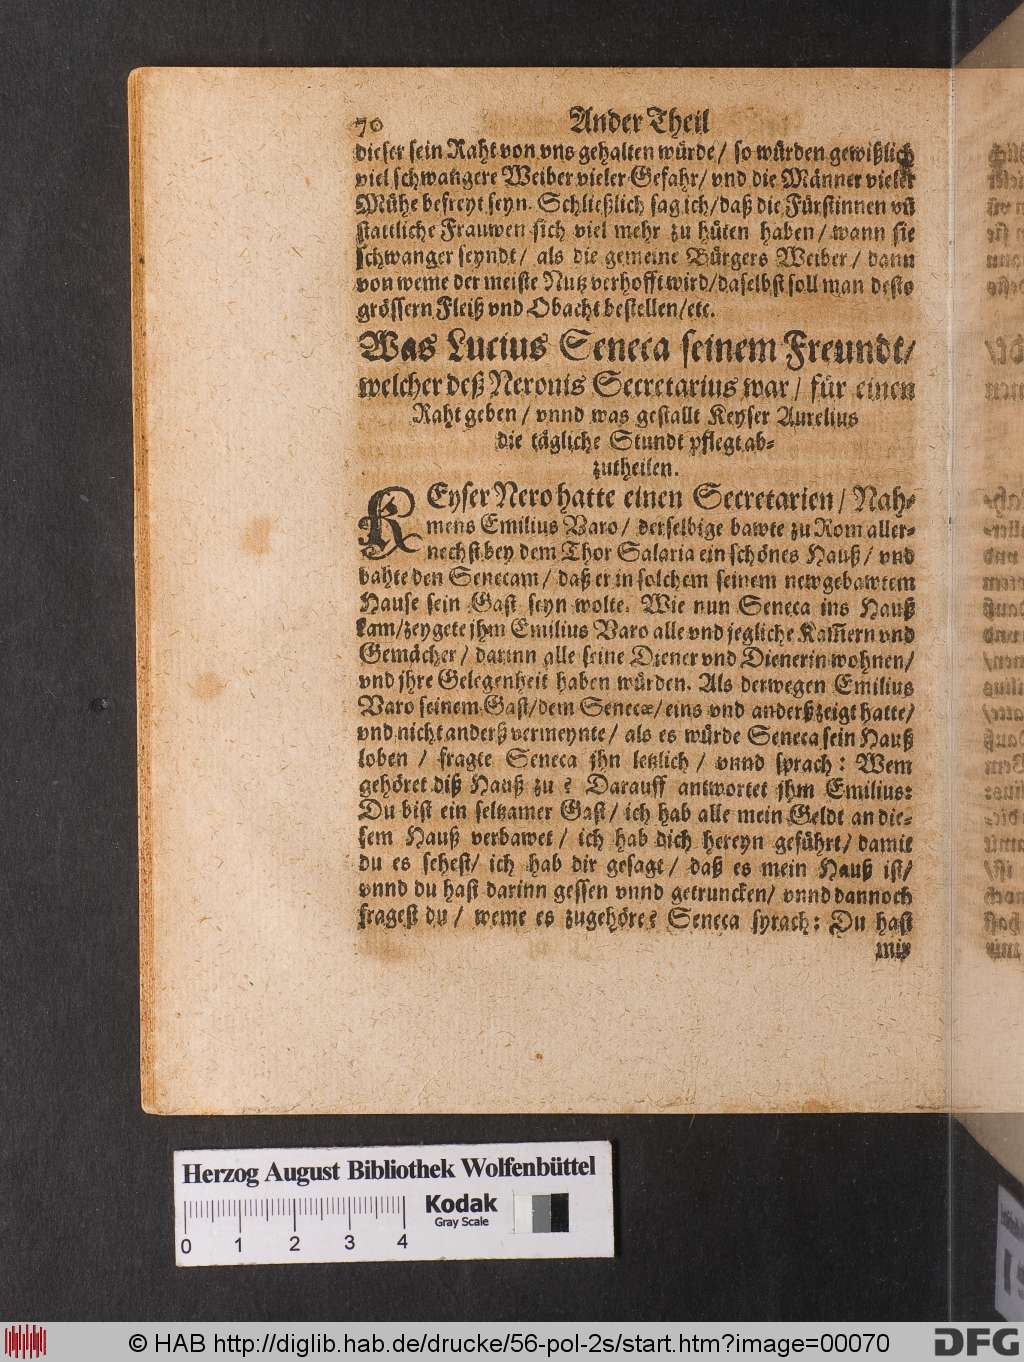 70 Ander Theil
dieser sein Raht von vns gehalten würde/ so würden gewißlich
viel schwangere Weiber vieler Gefahr/ vnd die Männer vieler
Mühe befreyt seyn. Schließlich sag ich/daß die Fürstinnen vñ
stattliche Frauwen sich viel mehr zu hüten haben/ wann sie
schwanger seyndt/ als die gemeine Bürgers Weiber/ dann
von weme der meiste Nutz verhofft wird/daselbst soll man desto
grössern Fleiß vnd Obacht bestellen/etc.
Was Lucius Seneca seinem Freundt/
welcher deß Neronis Secretarius war/ für einen
Raht geben/ vnnd was gestallt Keyser Aurelius
die tägliche Stundt pflegt ab-
zutheilen.
KEyser Nero hatte einen Secretarien/ Nah-
mens Emilius Varo/ derselbige bawte zu Rom aller-
nechst bey dem Thor Salaria ein schönes Hauß/ vnd
bahte den Senecam/ daß er in solchem seinem newgebawtem
Hause sein Gast seyn wolte. Wie nun Seneca ins Hauß
kam/zeygete jhm Emilius Varo alle vnd jegliche Kam̃ern vnd
Gemächer/ darinn alle seine Diener vnd Dienerin wohnen/
vnd jhre Gelegenheit haben würden. Als derwegen Emilius
Varo seinem Gast/dem Senecæ/eins vnd anderß zeigt hatte/
vnd nicht anderß vermeynte/ als es würde Seneca sein Hauß
loben/ fragte Seneca jhn letzlich/ vnnd sprach: Wem
gehöret diß Hauß zu? Darauff antwortet jhm Emilius:
Du bist ein seltzamer Gast/ ich hab alle mein Geldt an die-
sem Hauß verbawet/ ich hab dich hereyn geführt/ damit
du es sehest/ ich hab dir gesagt/ daß es mein Hauß ist/
vnnd du hast darinn gessen vnnd getruncken/ vnnd dannoch
fragest du/ weme es zugehöre? Seneca sprach: Du hast
mir
Herzog August Bibliothek Wolfenbüttel
Kodak
Gray Scale
0 1 2 3 4
© HAB http://diglib.hab.de/drucke/56-pol-2s/start.htm?image=00070
DFG